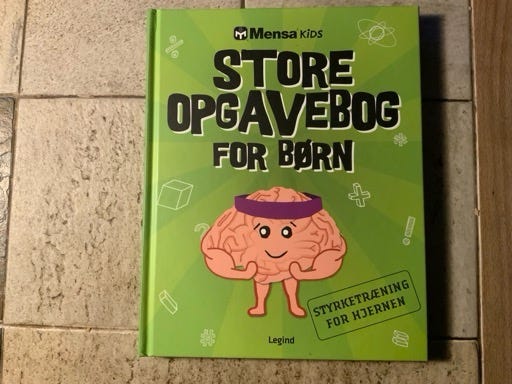 Mensa KIDS
STORE
OPGAVEBOG
FOR BØRN
STYRKETRÆNING
FOR HJERNEN
Legind